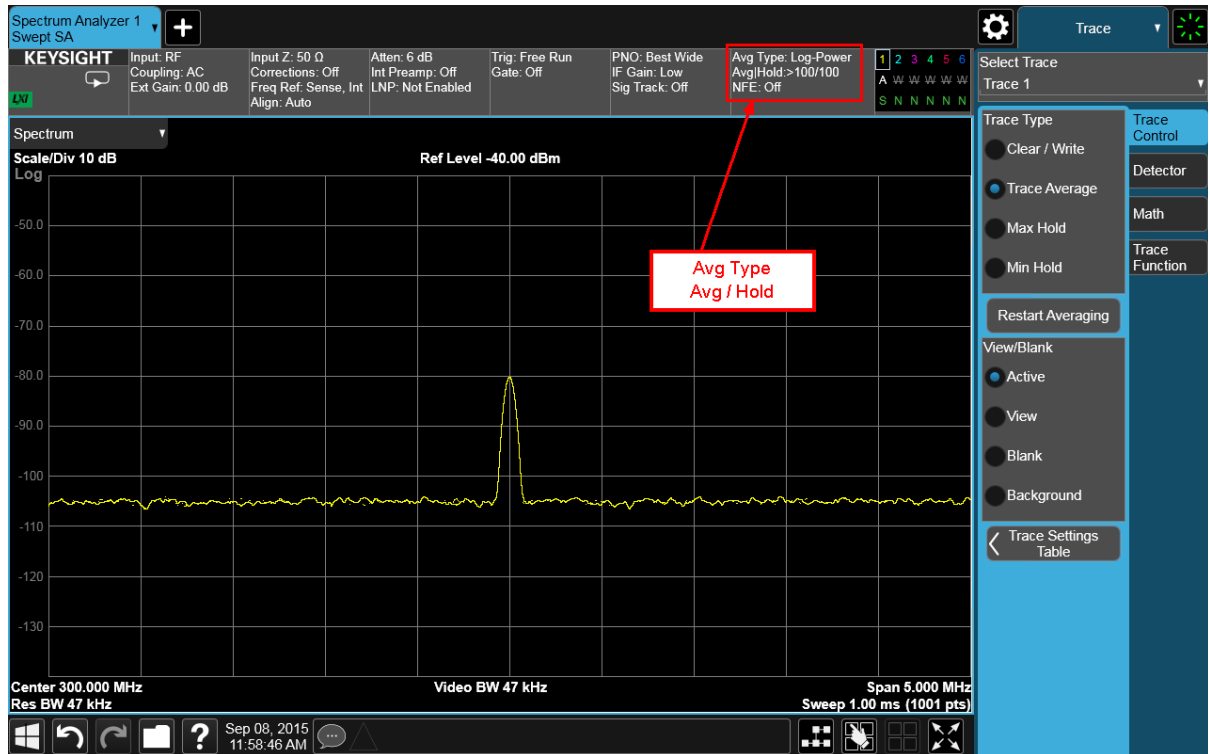 Spectrum Analyzer 1
Swept SA
KEYSIGHT
LXI
Input: RF
Coupling: AC
Ext Gain: 0.00 dB
Input Z: 50 Ω
Corrections: Off
Freq Ref: Sense, Int
Align: Auto
Atten: 6 dB
Int Preamp: Off
LNP: Not Enabled
Trig: Free Run
Gate: Off
PNO: Best Wide
IF Gain: Low
Sig Track: Off
Avg Type: Log-Power
Avg|Hold:>100/100
NFE: Off
1 2 3 4 5 6
A W W W W W
S N N N N N
Trace
Select Trace
Trace 1
Spectrum
Scale/Div 10 dB
Ref Level -40.00 dBm
Log
-50.0
-60.0
-70.0
-80.0
-90.0
-100
-110
-120
-130
Avg Type
Avg / Hold
Center 300.000 MHz
Res BW 47 kHz
Video BW 47 kHz
Span 5.000 MHz
Sweep 1.00 ms (1001 pts)
Trace Type
Clear / Write
Trace Average
Max Hold
Min Hold
Restart Averaging
View/Blank
Active
View
Blank
Background
Trace Settings
Table
Trace
Control
Detector
Math
Trace
Function
?
Sep 08, 2015
11:58:46 AM